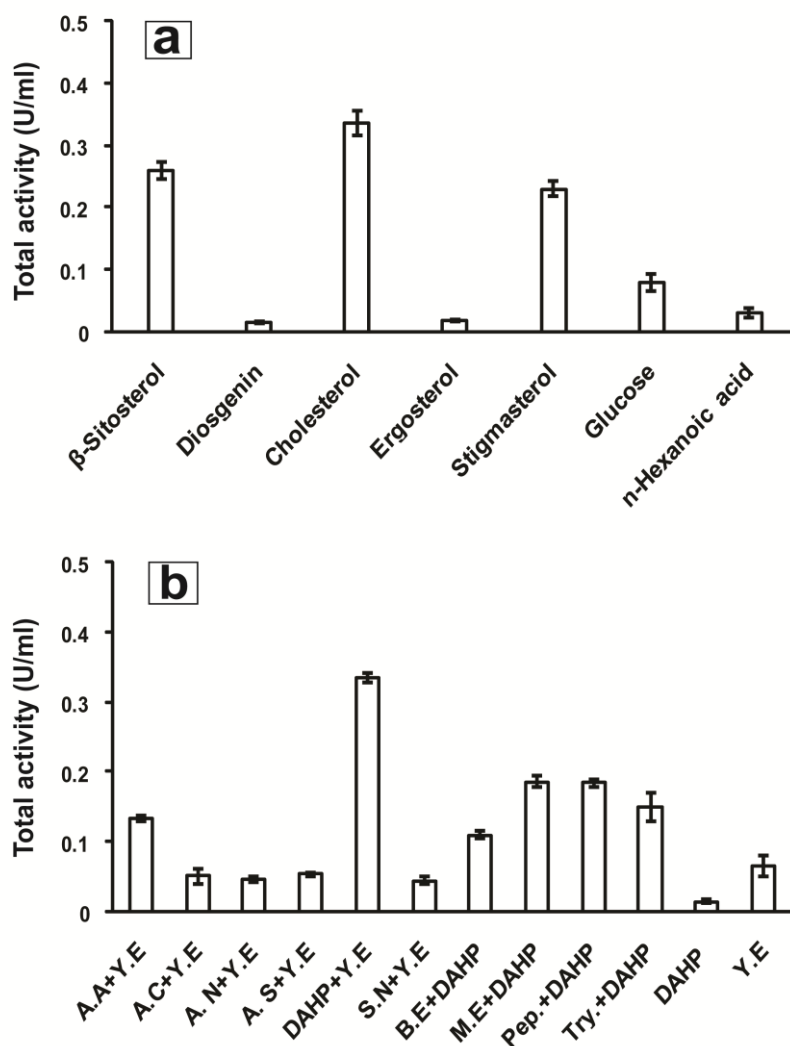 a
Total activity (U/ml)
0.5
0.4
0.3
0.2
0.1
0
β-Sitosterol
Diosgenin
Cholesterol
Ergosterol
Stigmasterol
Glucose
n-Hexanoic acid
b
Total activity (U/ml)
0.5
0.4
0.3
0.2
0.1
0
A.A+Y.E
A.C+Y.E
A. N+Y.E
A. S+Y.E
DAHP+Y.E
S.N+Y.E
B.E+DAHP
M.E+DAHP
Pep.+DAHP
Try.+DAHP
DAHP
Y.E